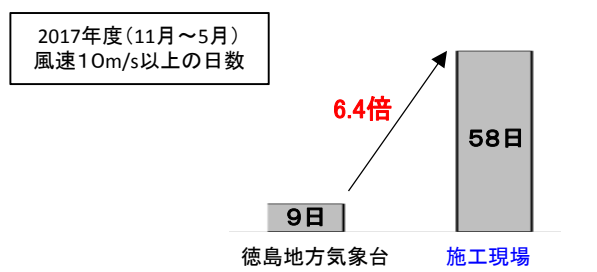 2017年度（11月～5月）
風速１０m/s以上の日数
6.4倍
58日
9日
徳島地方気象台
施工現場